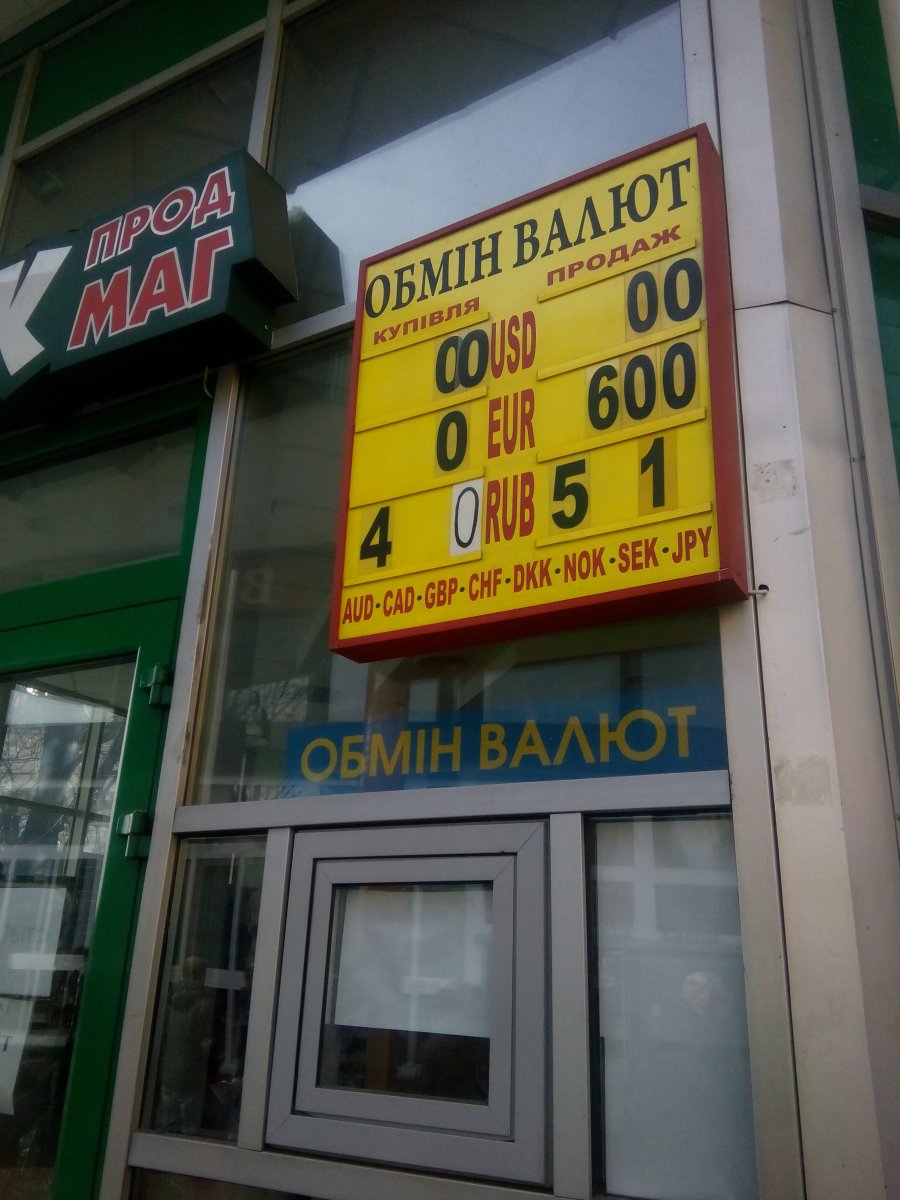 ПРОД
МАГ
К
ОБМІН ВАЛЮТ
КУПІВЛЯ ПРОДАЖ
00 USD 00
0 EUR 600
4 0 RUB 5 1
AUD·CAD·GBP·CHF·DKK·NOK·SEK·JPY
ОБМІН ВАЛЮТ